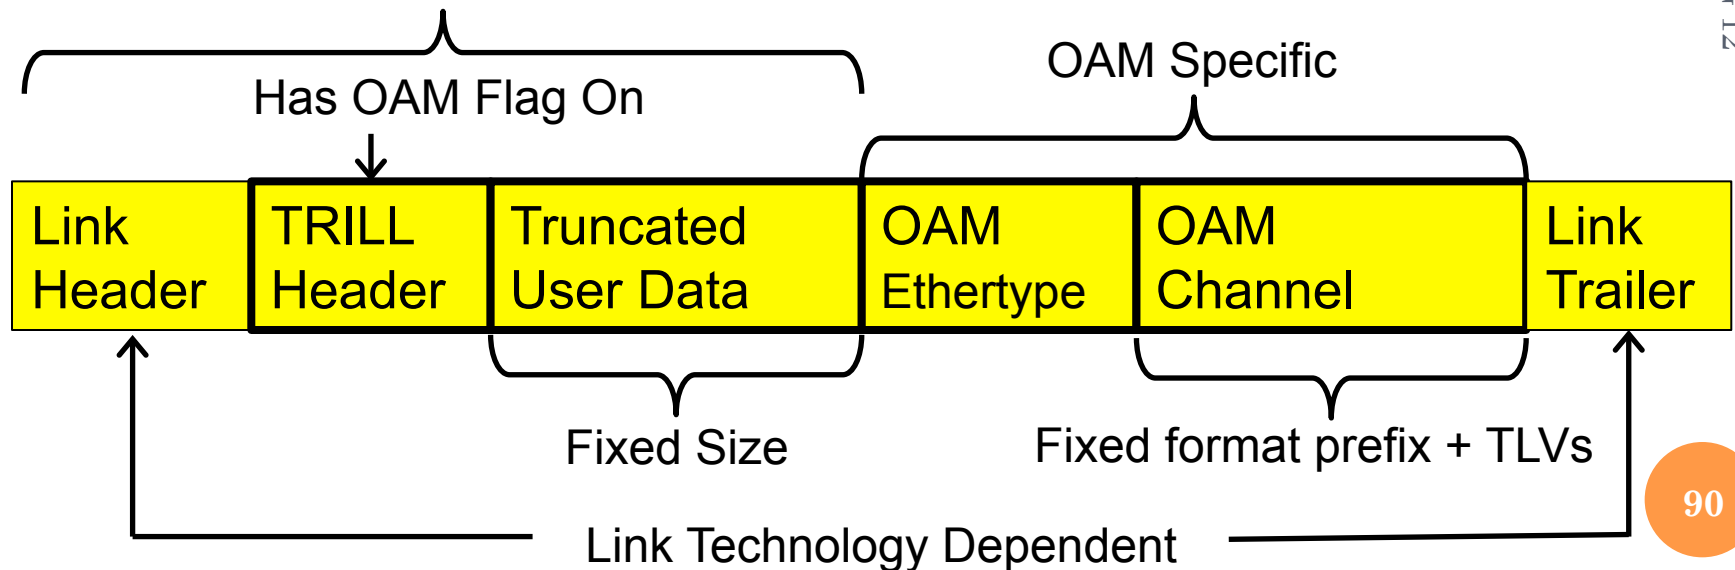 Has OAM Flag On
OAM Specific
Link
Header
TRILL
Header
Truncated
User Data
OAM
Ethertype
OAM
Channel
Link
Trailer
Fixed Size
Fixed format prefix + TLVs
Link Technology Dependent
90
12